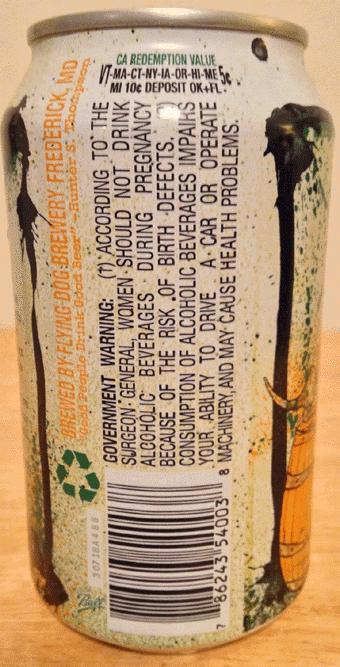 CA REDEMPTION VALUE
VT-MA-CT-NY-IA-OR-HI-ME 5¢
MI 10¢ DEPOSIT OK+FL
BREWED BY FLYING DOG BREWERY FREDERICK, MD
"Good People Drink Good Beer" -Hunter S. Thompson
GOVERNMENT WARNING: (1) ACCORDING TO THE
SURGEON GENERAL, WOMEN SHOULD NOT DRINK
ALCOHOLIC BEVERAGES DURING PREGNANCY
BECAUSE OF THE RISK OF BIRTH DEFECTS. (2)
CONSUMPTION OF ALCOHOLIC BEVERAGES IMPAIRS
YOUR ABILITY TO DRIVE A CAR OR OPERATE
MACHINERY, AND MAY CAUSE HEALTH PROBLEMS.
7 86243 54003 8
Ball